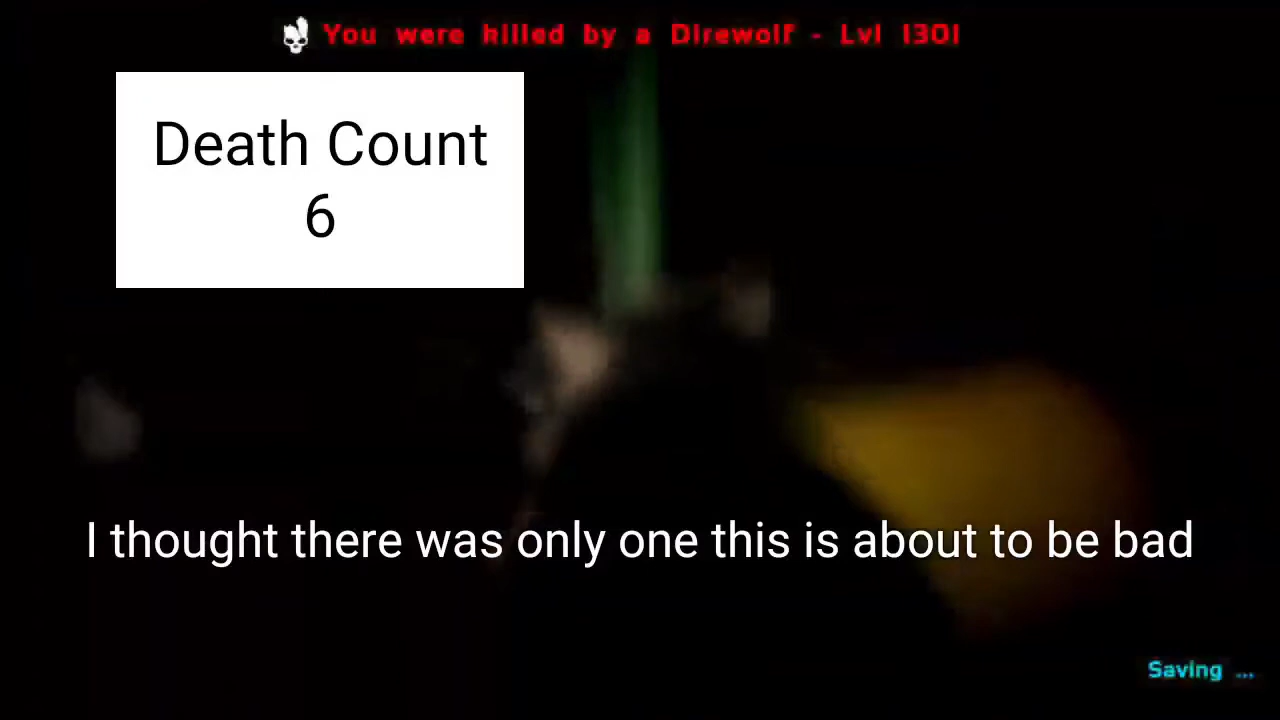 You were killed by a Direwolf - Lvl 1301
Death Count
6
I thought there was only one this is about to be bad
Saving ...